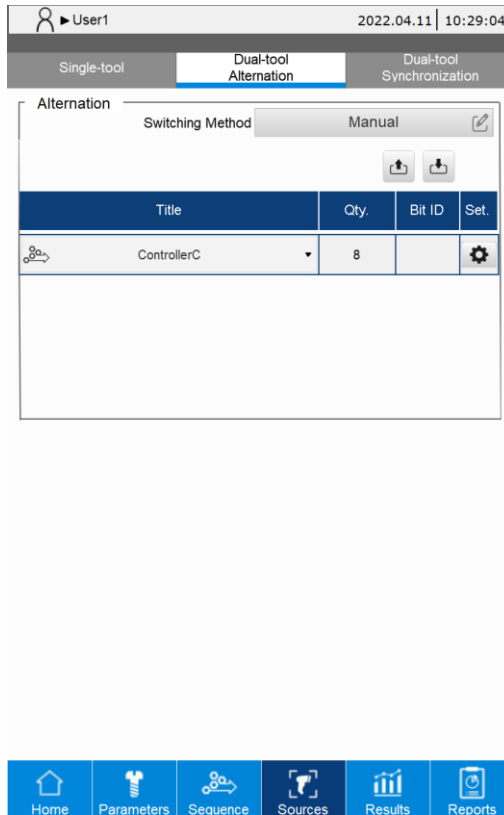 ►User1 2022.04.11 10:29:04
Single-tool
Dual-tool
Alternation
Dual-tool
Synchronization
Alternation
Switching Method Manual
Title Qty. Bit ID Set.
ControllerC 8
Home Parameters Sequence Sources Results Reports